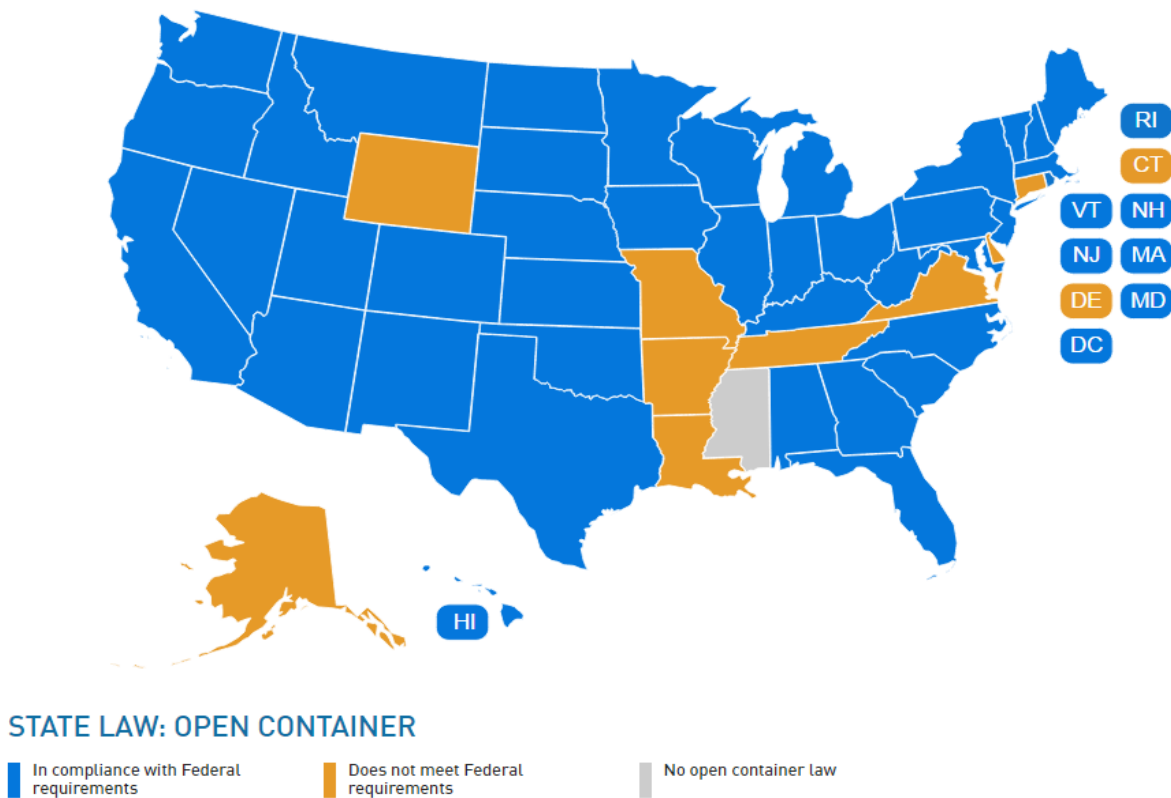 RI
CT
VT NH
NJ MA
DE MD
DC
HI
STATE LAW: OPEN CONTAINER
In compliance with Federal
requirements
Does not meet Federal
requirements
No open container law